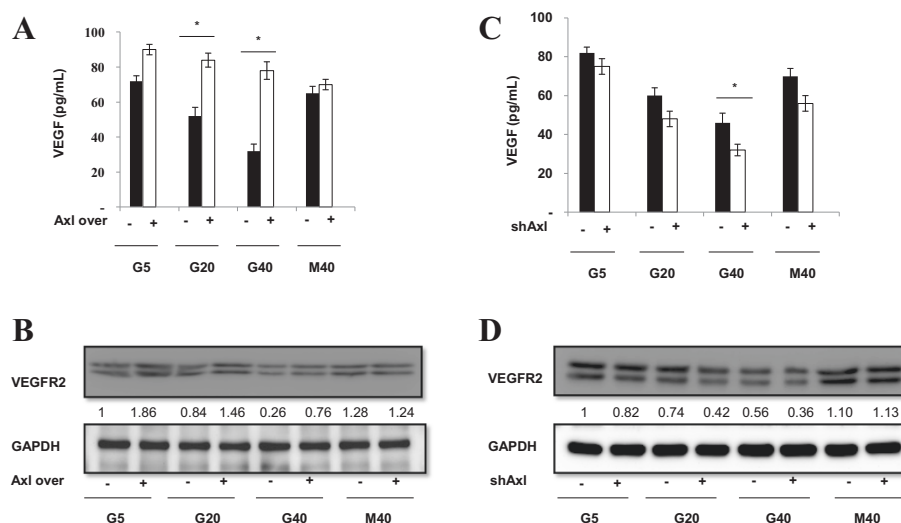 A
VEGF (pg/mL)
100
80
60
40
20
-
* *
Axl over - + - + - + - +
G5 G20 G40 M40
C
VEGF (pg/mL)
80
60
40
20
-
*
shAxl - + - + - + - +
G5 G20 G40 M40
B
VEGFR2
1 1.86 0.84 1.46 0.26 0.76 1.28 1.24
GAPDH
Axl over - + - + - + - +
G5 G20 G40 M40
D
VEGFR2
1 0.82 0.74 0.42 0.56 0.36 1.10 1.13
GAPDH
shAxl - + - + - + - +
G5 G20 G40 M40